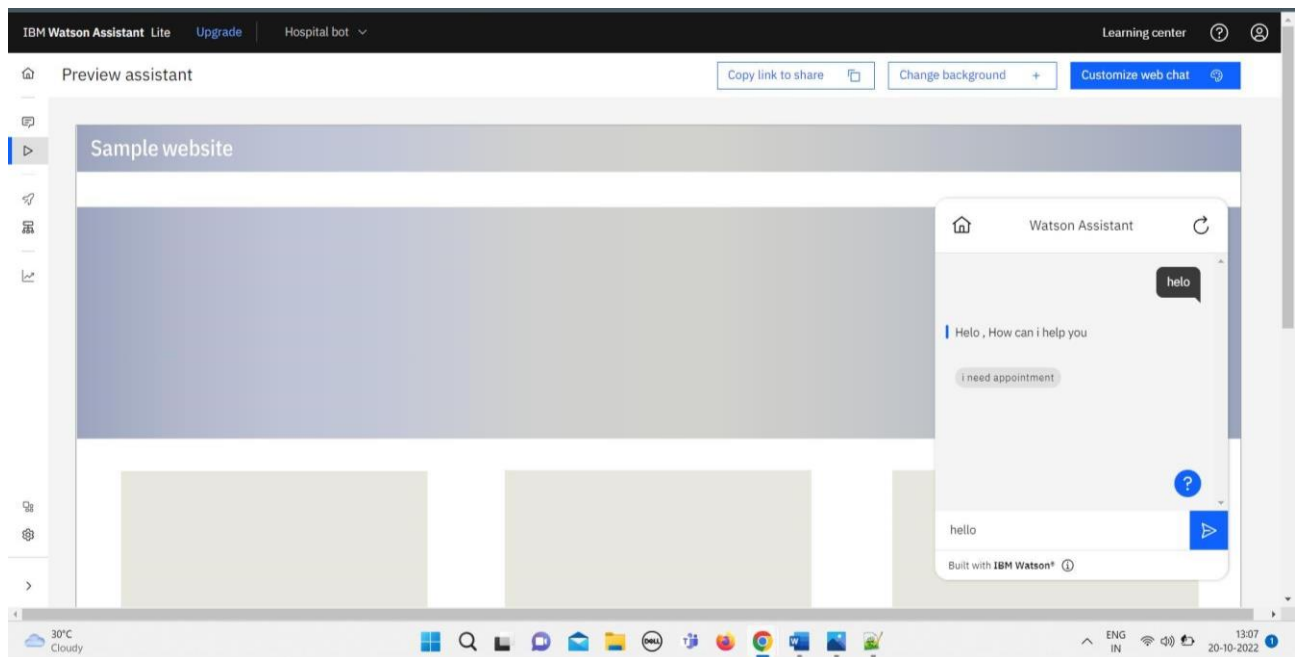 IBM Watson Assistant Lite Upgrade Hospital bot Learning center
Preview assistant Copy link to share Change background + Customize web chat
Sample website
Watson Assistant
helo
Helo , How can i help you
i need appointment
?
hello
Built with IBM Watson®
30°C
Cloudy
DELL
ENG
IN
13:07
20-10-2022
1